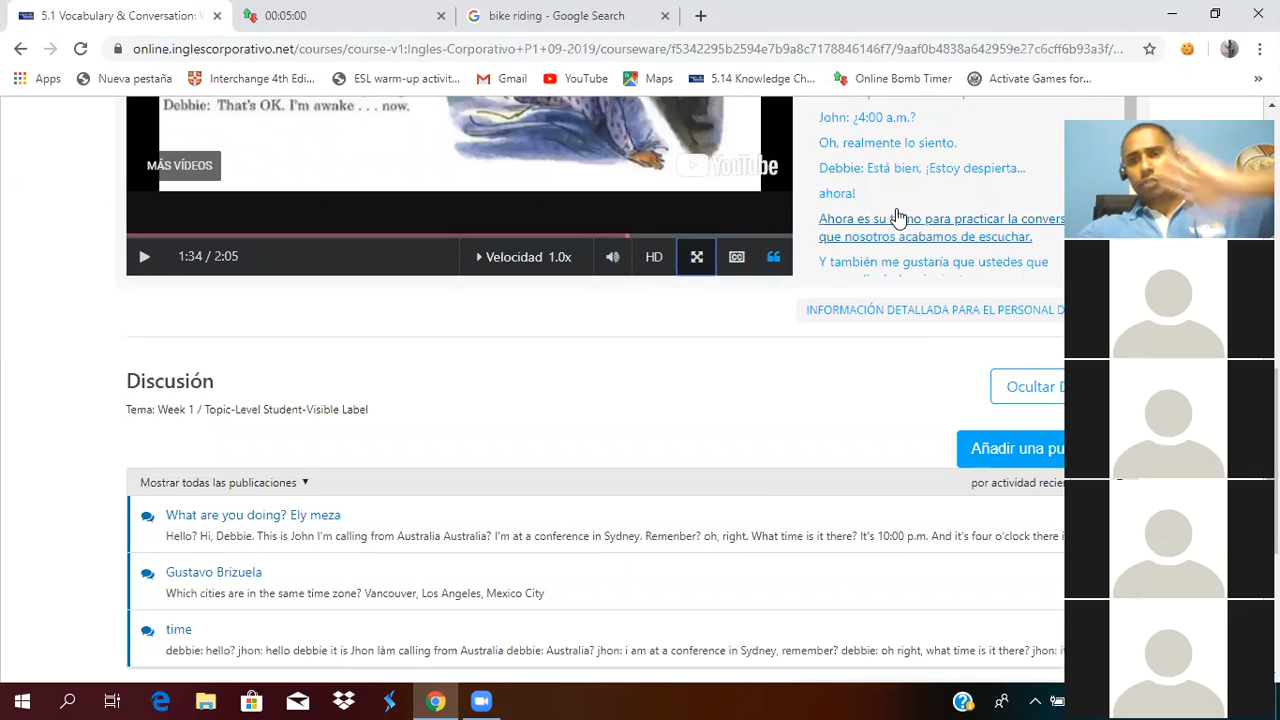 5.1 Vocabulary & Conversation: W
00:05:00
bike riding - Google Search
online.inglescorporativo.net/courses/course-v1:Ingles-Corporativo+P1+09-2019/courseware/f5342295b2594e7b9a8c7178846146f7/9aaf0b4838a642959e27c6cff6b93a3f/...
Apps
Nueva pestaña
Interchange 4th Edi...
ESL warm-up activit...
Gmail
YouTube
Maps
5.14 Knowledge Ch...
Online Bomb Timer
Activate Games for...
Debbie: That's OK. I'm awake . . . now.
MÁS VÍDEOS
YouTube
1:34 / 2:05
Velocidad 1.0x
HD
John: ¿4:00 a.m.?
Oh, realmente lo siento.
Debbie: Está bien, ¡Estoy despierta...
ahora!
Ahora es su no para practicar la convers
que nosotros acabamos de escuchar.
Y también me gustaría que ustedes que
INFORMACIÓN DETALLADA PARA EL PERSONAL D
Discusión
Tema: Week 1 / Topic-Level Student-Visible Label
Ocultar D
Añadir una pu
Mostrar todas las publicaciones
por actividad recien
What are you doing? Ely meza
Hello? Hi, Debbie. This is John I'm calling from Australia Australia? I'm at a conference in Sydney. Remember? oh, right. What time is it there? It's 10:00 p.m. And it's four o'clock there i
Gustavo Brizuela
Which cities are in the same time zone? Vancouver, Los Angeles, Mexico City
time
debbie: hello? jhon: hello debbie it is Jhon làm calling from Australia debbie: Australia? jhon: i am at a conference in Sydney, remember? debbie: oh right, what time is it there? jhon: it